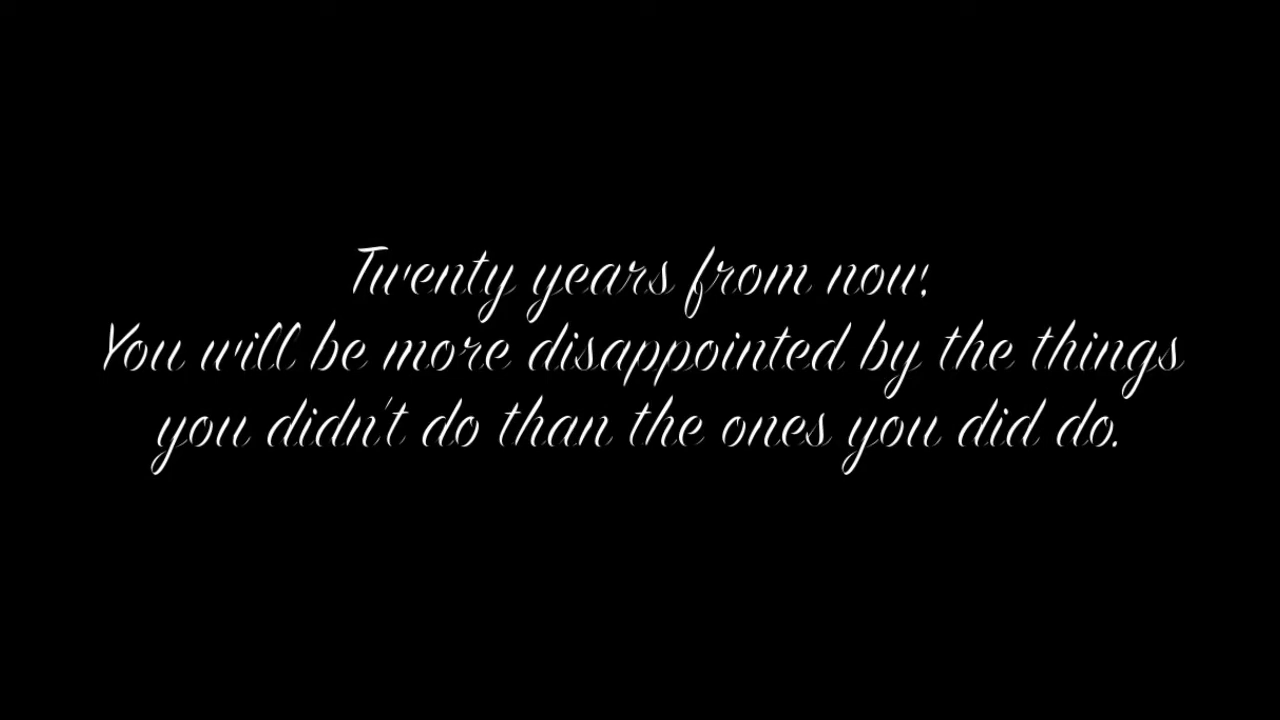 Twenty years from now,
You will be more disappointed by the things
you didn't do than the ones you did do.